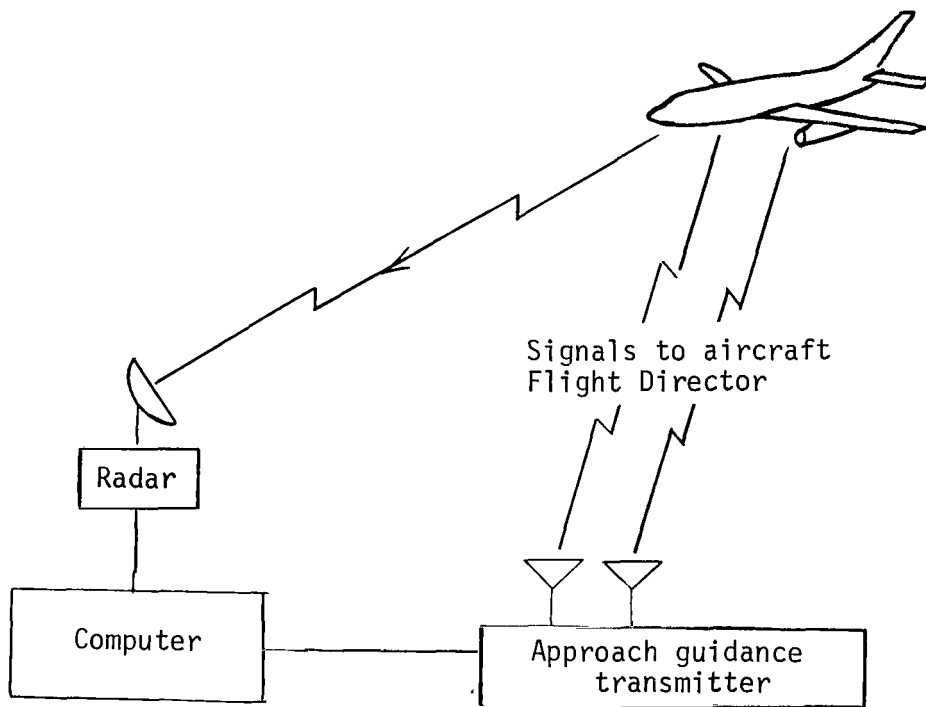 Signals to aircraft
Flight Director
Radar
Computer
Approach guidance
transmitter